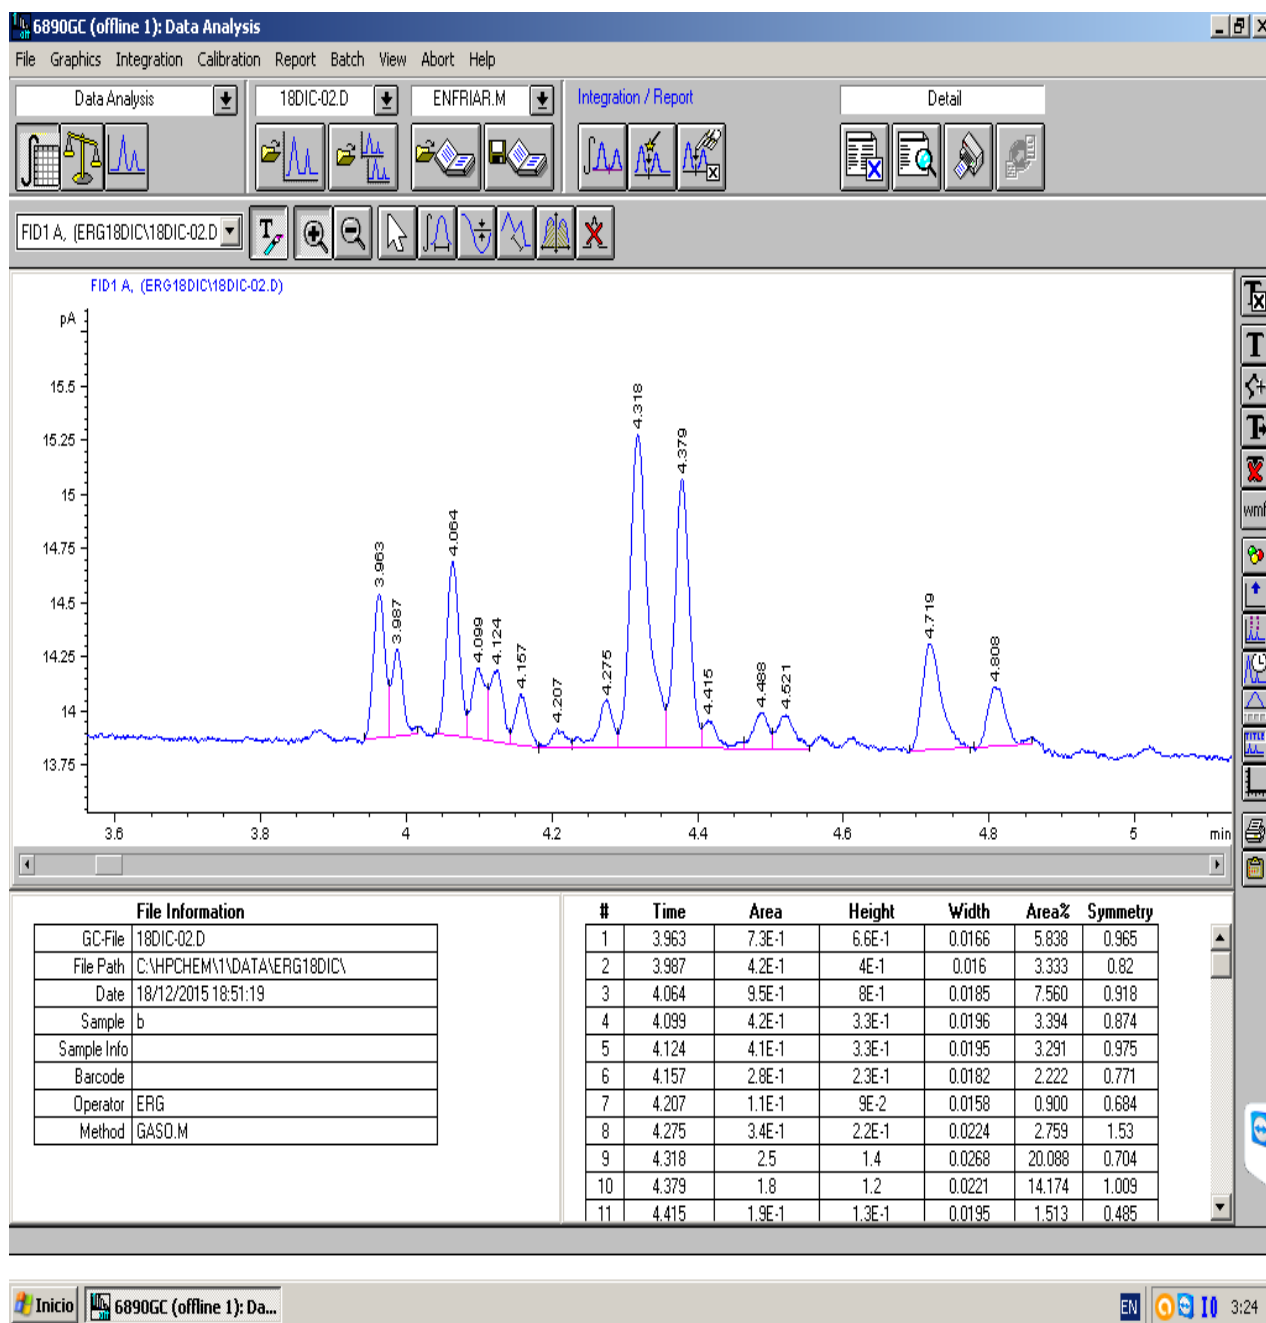 6890GC (offline 1): Data Analysis
File Graphics Integration Calibration Report Batch View Abort Help
Data Analysis 18DIC-02.D ENFRIAR.M Integration / Report Detail
FID1 A, (ERG18DIC\18DIC-02.D
FID1 A, (ERG18DIC\18DIC-02.D)
pA
15.5
15.25
15
14.75
14.5
14.25
14
13.75
3.963
3.987
4.064
4.099
4.124
4.157
4.207
4.275
4.318
4.379
4.415
4.488
4.521
4.719
4.808
3.6 3.8 4 4.2 4.4 4.6 4.8 5 min
wmf
TITLE
File Information
GC-File 18DIC-02.D
File Path C:\HPCHEM\1\DATA\ERG18DIC\
Date 18/12/2015 18:51:19
Sample b
Sample Info
Barcode
Operator ERG
Method GASO.M
# Time Area Height Width Area% Symmetry
1 3.963 7.3E-1 6.6E-1 0.0166 5.838 0.965
2 3.987 4.2E-1 4E-1 0.016 3.333 0.82
3 4.064 9.5E-1 8E-1 0.0185 7.560 0.918
4 4.099 4.2E-1 3.3E-1 0.0196 3.394 0.874
5 4.124 4.1E-1 3.3E-1 0.0195 3.291 0.975
6 4.157 2.8E-1 2.3E-1 0.0182 2.222 0.771
7 4.207 1.1E-1 9E-2 0.0158 0.900 0.684
8 4.275 3.4E-1 2.2E-1 0.0224 2.759 1.53
9 4.318 2.5 1.4 0.0268 20.088 0.704
10 4.379 1.8 1.2 0.0221 14.174 1.009
11 4.415 1.9E-1 1.3E-1 0.0195 1.513 0.485
Inicio 6890GC (offline 1): Da... EN 3:24